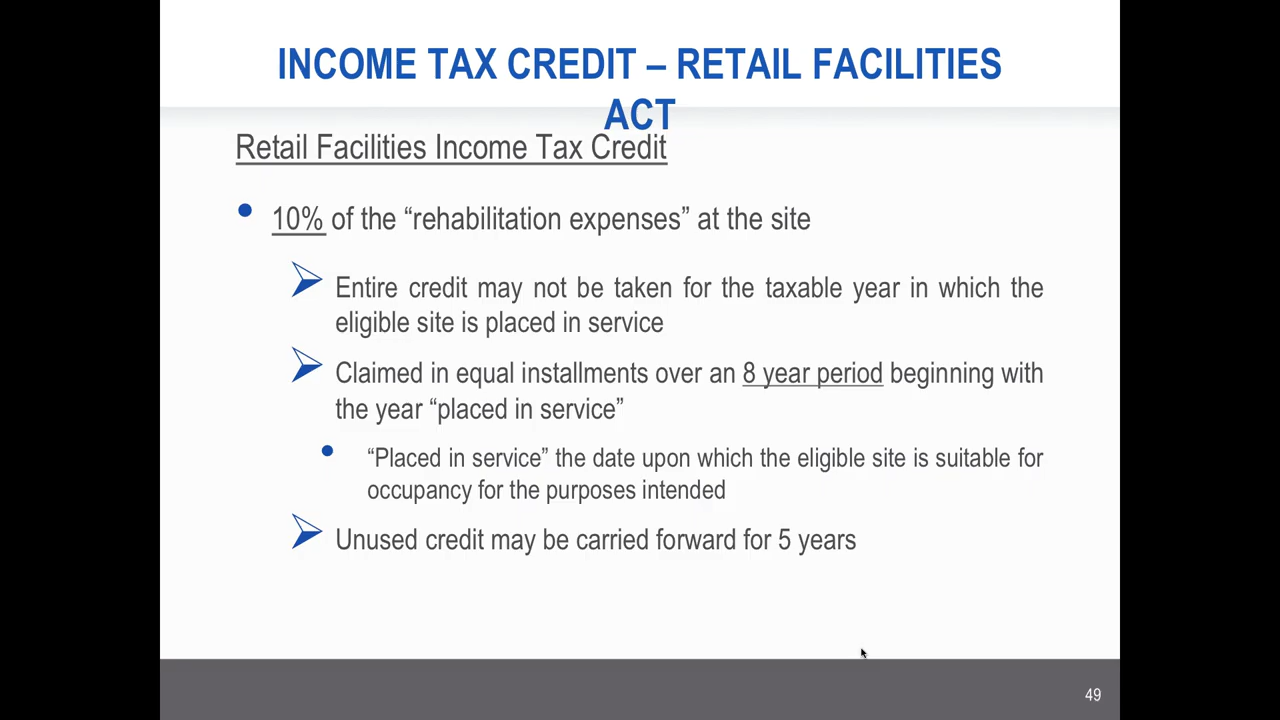 INCOME TAX CREDIT – RETAIL FACILITIES
ACT
Retail Facilities Income Tax Credit
• 10% of the “rehabilitation expenses” at the site
Entire credit may not be taken for the taxable year in which the
eligible site is placed in service
Claimed in equal installments over an 8 year period beginning with
the year “placed in service”
• “Placed in service” the date upon which the eligible site is suitable for
occupancy for the purposes intended
Unused credit may be carried forward for 5 years
49